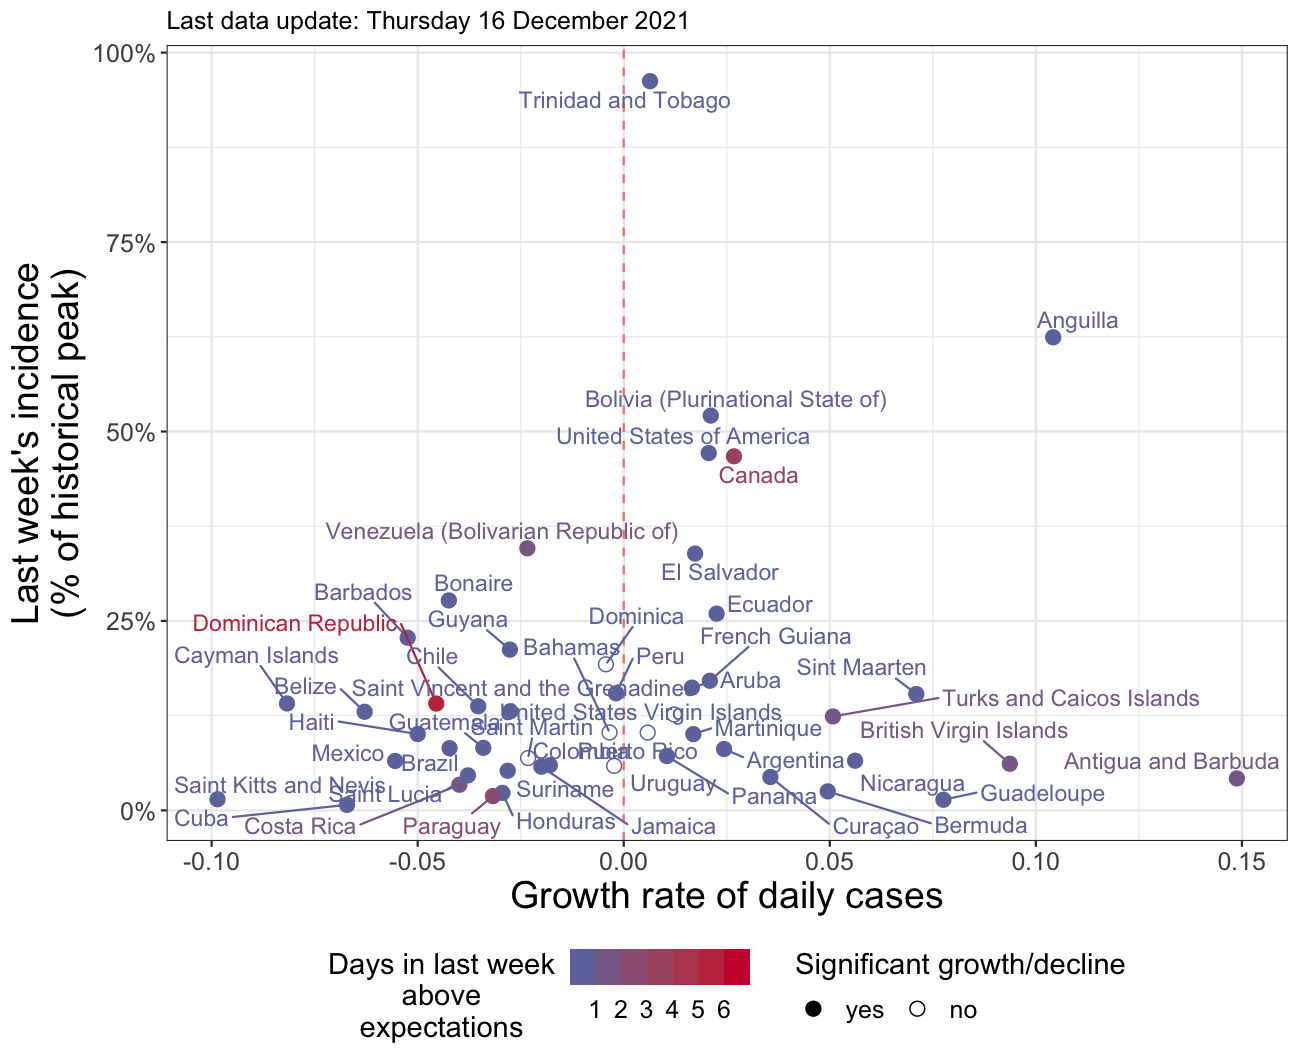 Last data update: Thursday 16 December 2021
100%
Trinidad and Tobago
75%
Last week's incidence
(% of historical peak)
Anguilla
Bolivia (Plurinational State of)
50%
United States of America
Canada
Venezuela (Bolivarian Republic of)
El Salvador
Barbados
Bonaire
Ecuador
Dominica
25%
Dominican Republic
Guyana
French Guiana
Bahamas
Cayman Islands
Chile
Peru
Sint Maarten
Belize
Saint Vincent and the Grenadines
Aruba
Turks and Caicos Islands
United States Virgin Islands
Haiti
Guatemala
Saint Martin
Martinique
British Virgin Islands
Mexico
Brazil
Colombia
Puerto Rico
Argentina
Antigua and Barbuda
Saint Kitts and Nevis
Saint Lucia
Suriname
Uruguay
Panama
Nicaragua
Guadeloupe
0%
Cuba
Costa Rica
Paraguay
Honduras
Jamaica
Curaçao
Bermuda
-0.10
-0.05
0.00
0.05
0.10
0.15
Growth rate of daily cases
Days in last week
above
expectations
1 2 3 4 5 6
Significant growth/decline
yes
no